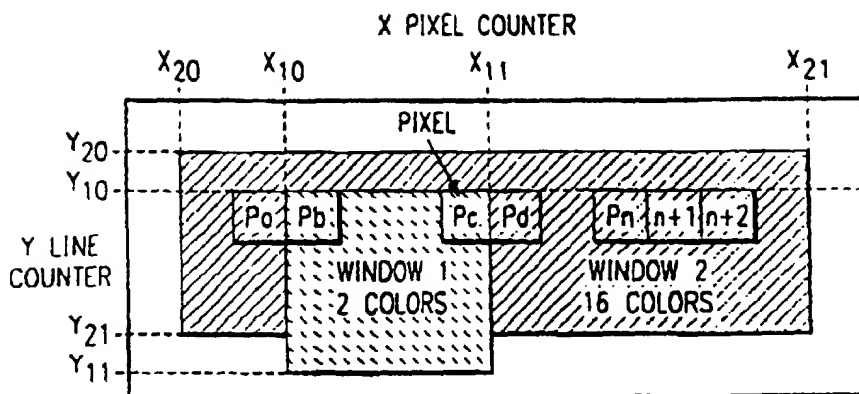 X PIXEL COUNTER
X20 X10 X11 X21
PIXEL
Y20
Y10
Pa Pb Pc Pd Pn n+1 n+2
Y LINE
COUNTER
WINDOW 1
2 COLORS
WINDOW 2
16 COLORS
Y21
Y11